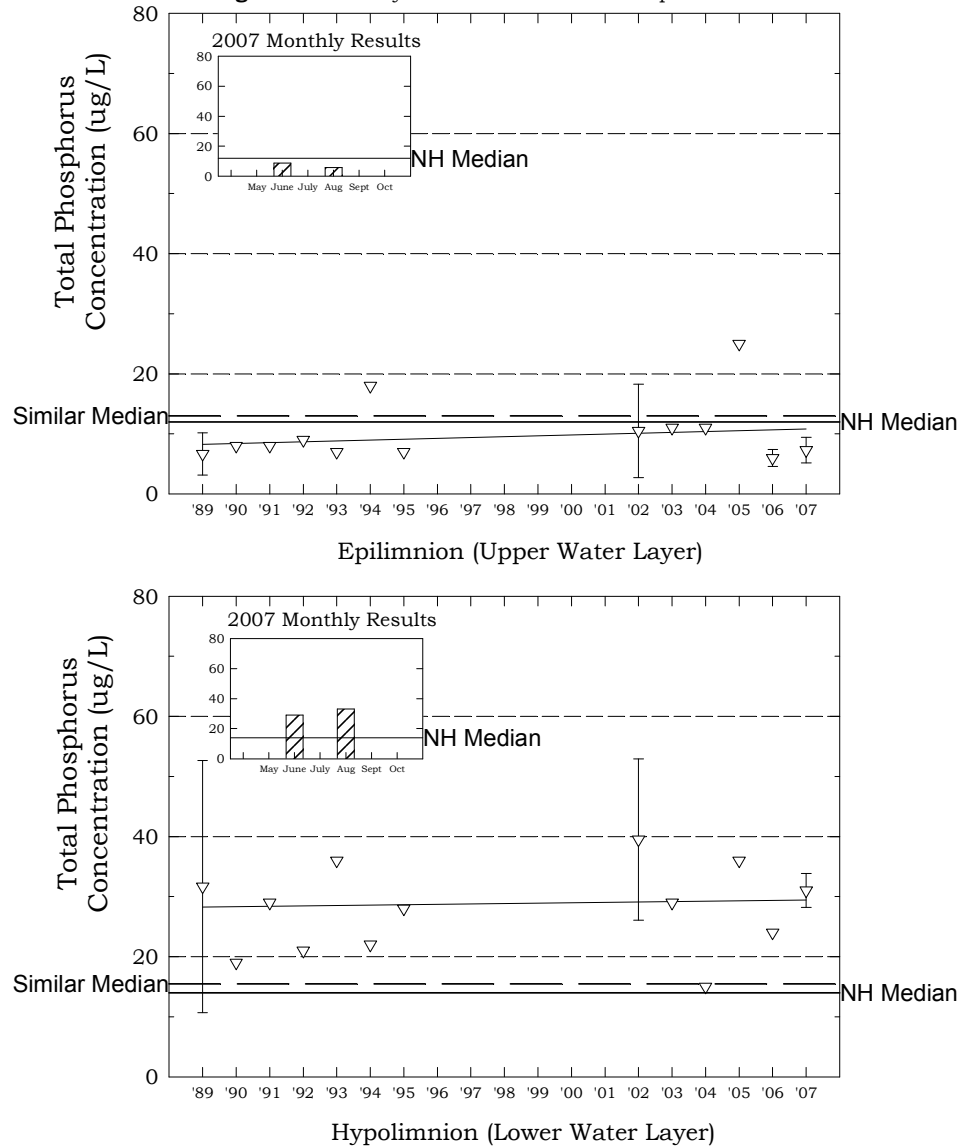 2007 Monthly Results
80
60
40
20
0
May June July Aug Sept Oct
NH Median
80
60
40
20
0
Total Phosphorus
Concentration (ug/L)
Similar Median
NH Median
'89 '90 '91 '92 '93 '94 '95 '96 '97 '98 '99 '00 '01 '02 '03 '04 '05 '06 '07
Epilimnion (Upper Water Layer)
2007 Monthly Results
80
60
40
20
0
May June July Aug Sept Oct
NH Median
80
60
40
20
0
Total Phosphorus
Concentration (ug/L)
Similar Median
NH Median
'89 '90 '91 '92 '93 '94 '95 '96 '97 '98 '99 '00 '01 '02 '03 '04 '05 '06 '07
Hypolimnion (Lower Water Layer)